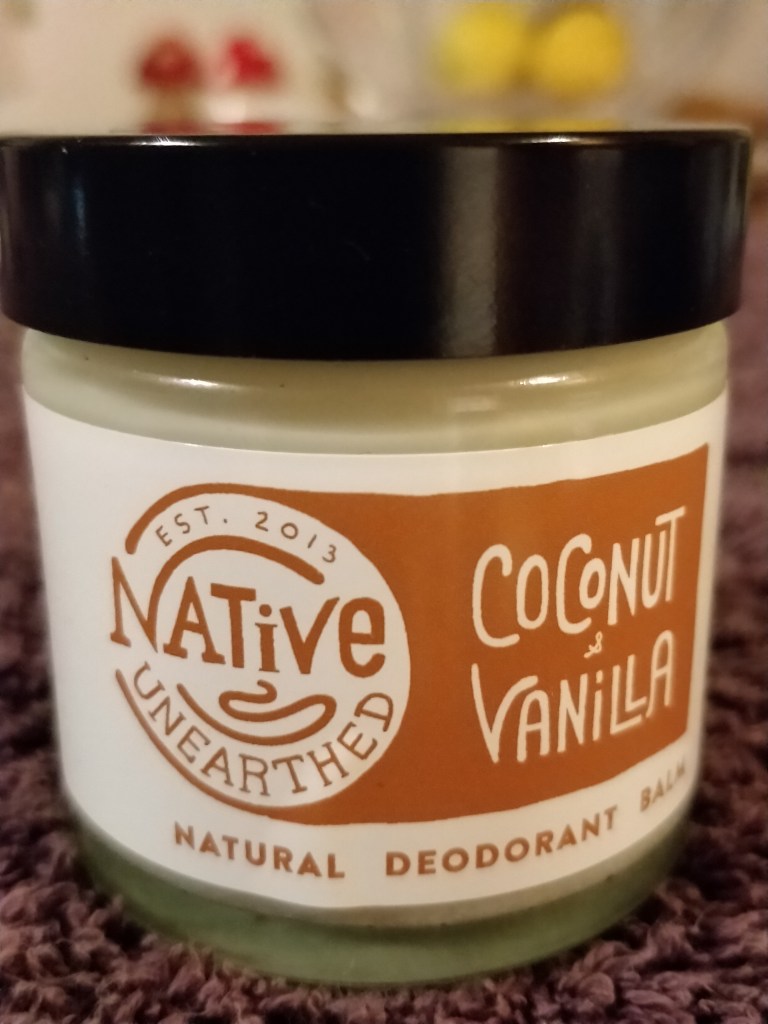 EST. 2013
NATiVe
UNEARTHED
COCONUT
&
VANiLLA
NATURAL DEODORANT BALM